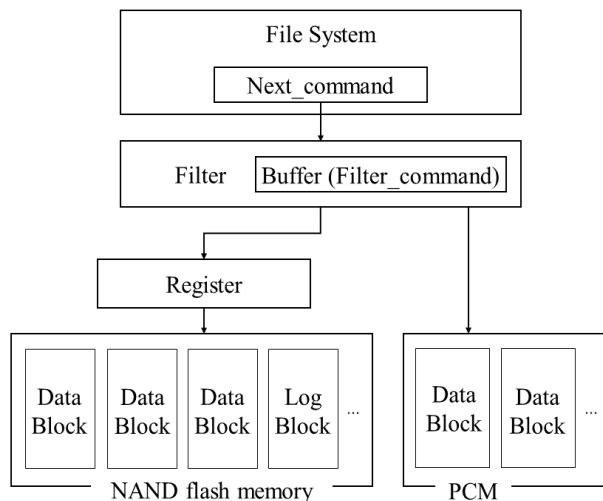 File System
Next_command
Filter
Buffer (Filter_command)
Register
Data Block
Data Block
Data Block
Log Block
...
Data Block
Data Block
...
NAND flash memory
PCM